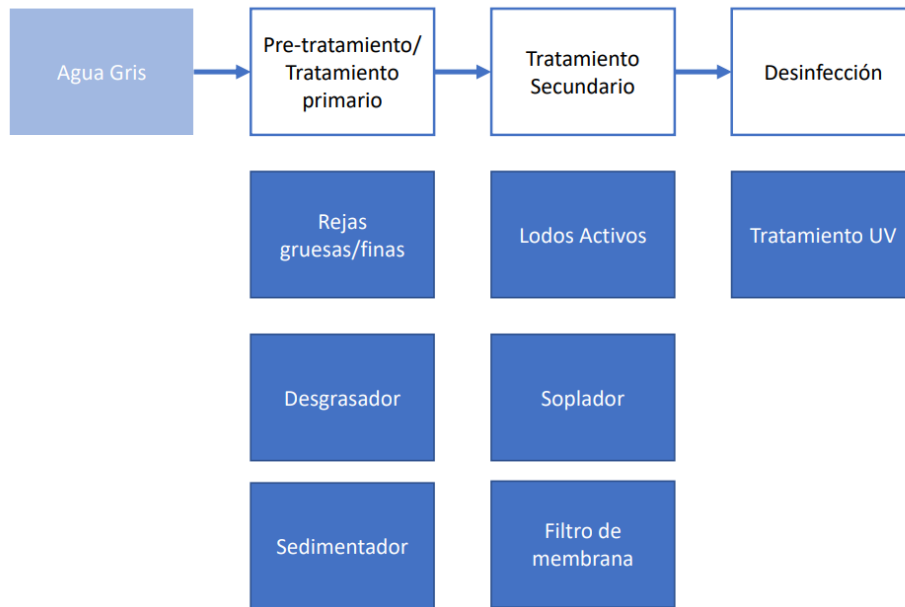 Agua Gris
Pre-tratamiento/
Tratamiento
primario
Tratamiento
Secundario
Desinfección
Rejas
gruesas/finas
Lodos Activos
Tratamiento UV
Desgrasador
Soplador
Sedimentador
Filtro de
membrana